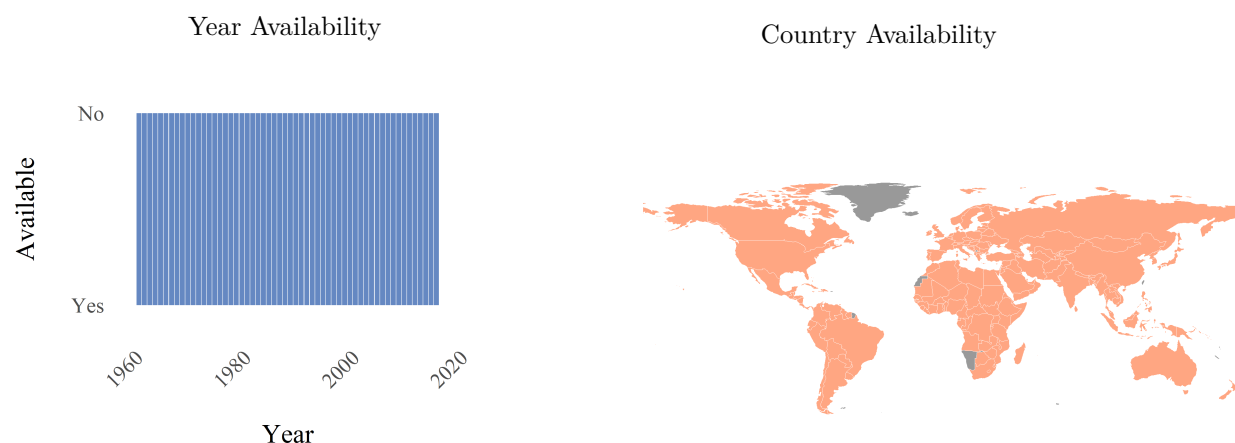 Year Availability
Country Availability
No
Available
Yes
1960
1980
2000
2020
Year